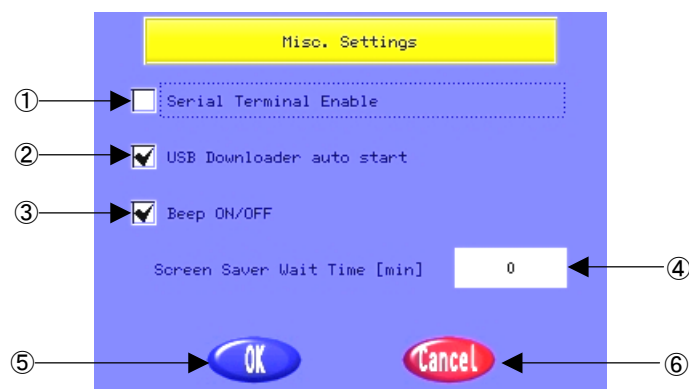 Misc. Settings
① Serial Terminal Enable
② USB Downloader auto start
③ Beep ON/OFF
Screen Saver Wait Time [min] 0 ④
⑤ OK Cancel ⑥